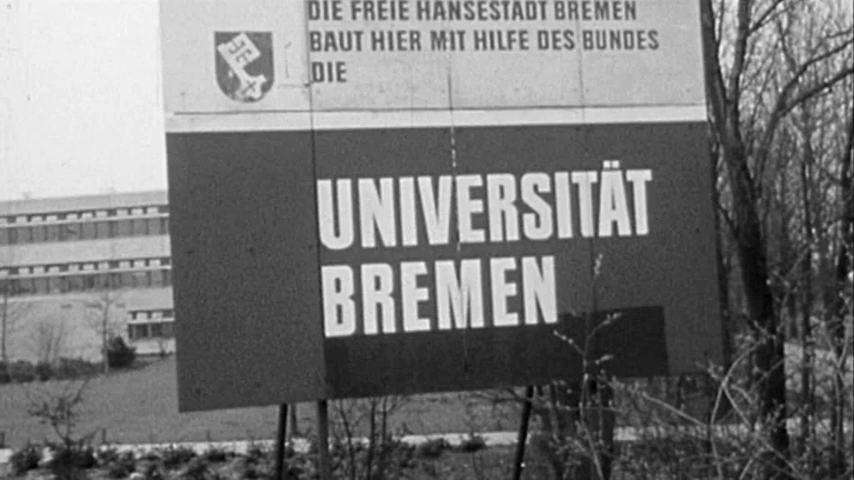 DIE FREIE HANSESTADT BREMEN
BAUT HIER MIT HILFE DES BUNDES
DIE
UNIVERSITÄT
BREMEN